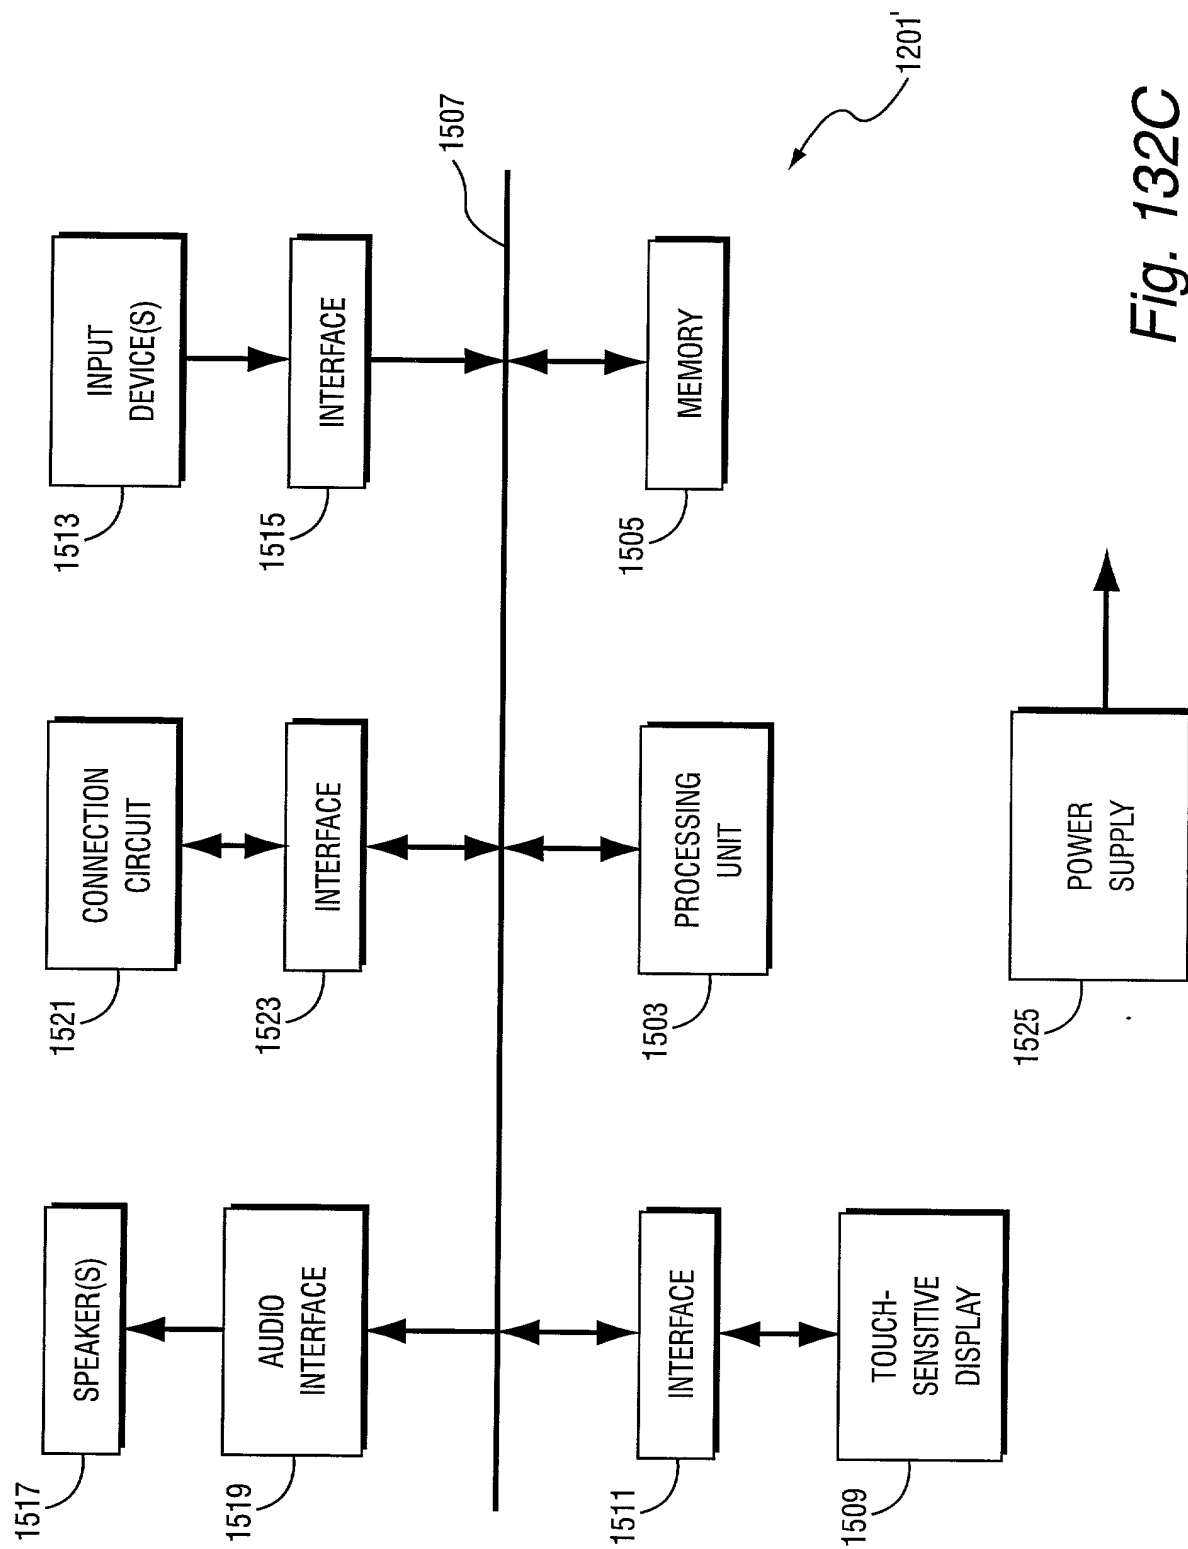 1517
SPEAKER(S)
1519
AUDIO
INTERFACE
1511
INTERFACE
1509
TOUCH-
SENSITIVE
DISPLAY
1521
CONNECTION
CIRCUIT
1523
INTERFACE
1503
PROCESSING
UNIT
1525
POWER
SUPPLY
1513
INPUT
DEVICE(S)
1515
INTERFACE
1507
1505
MEMORY
1201'
Fig. 132C